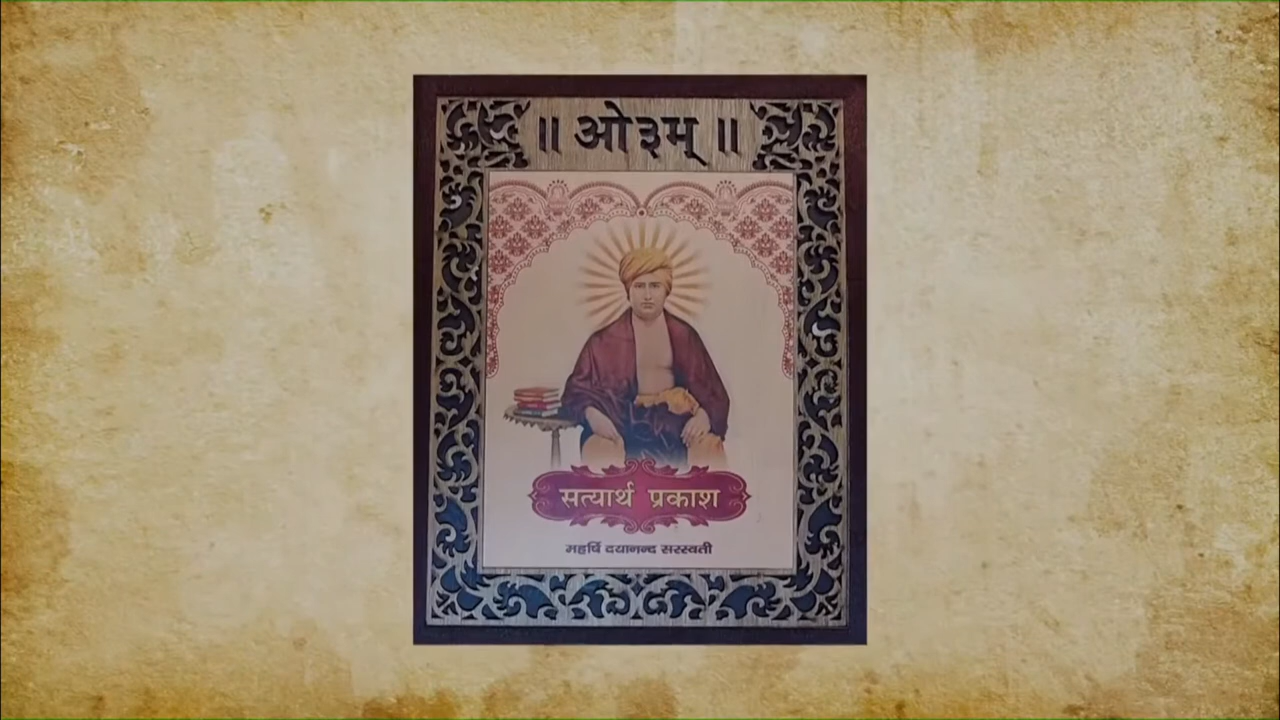 ॥ ओ३म् ॥
सत्यार्थ प्रकाश
महर्षि दयानन्द सरस्वती